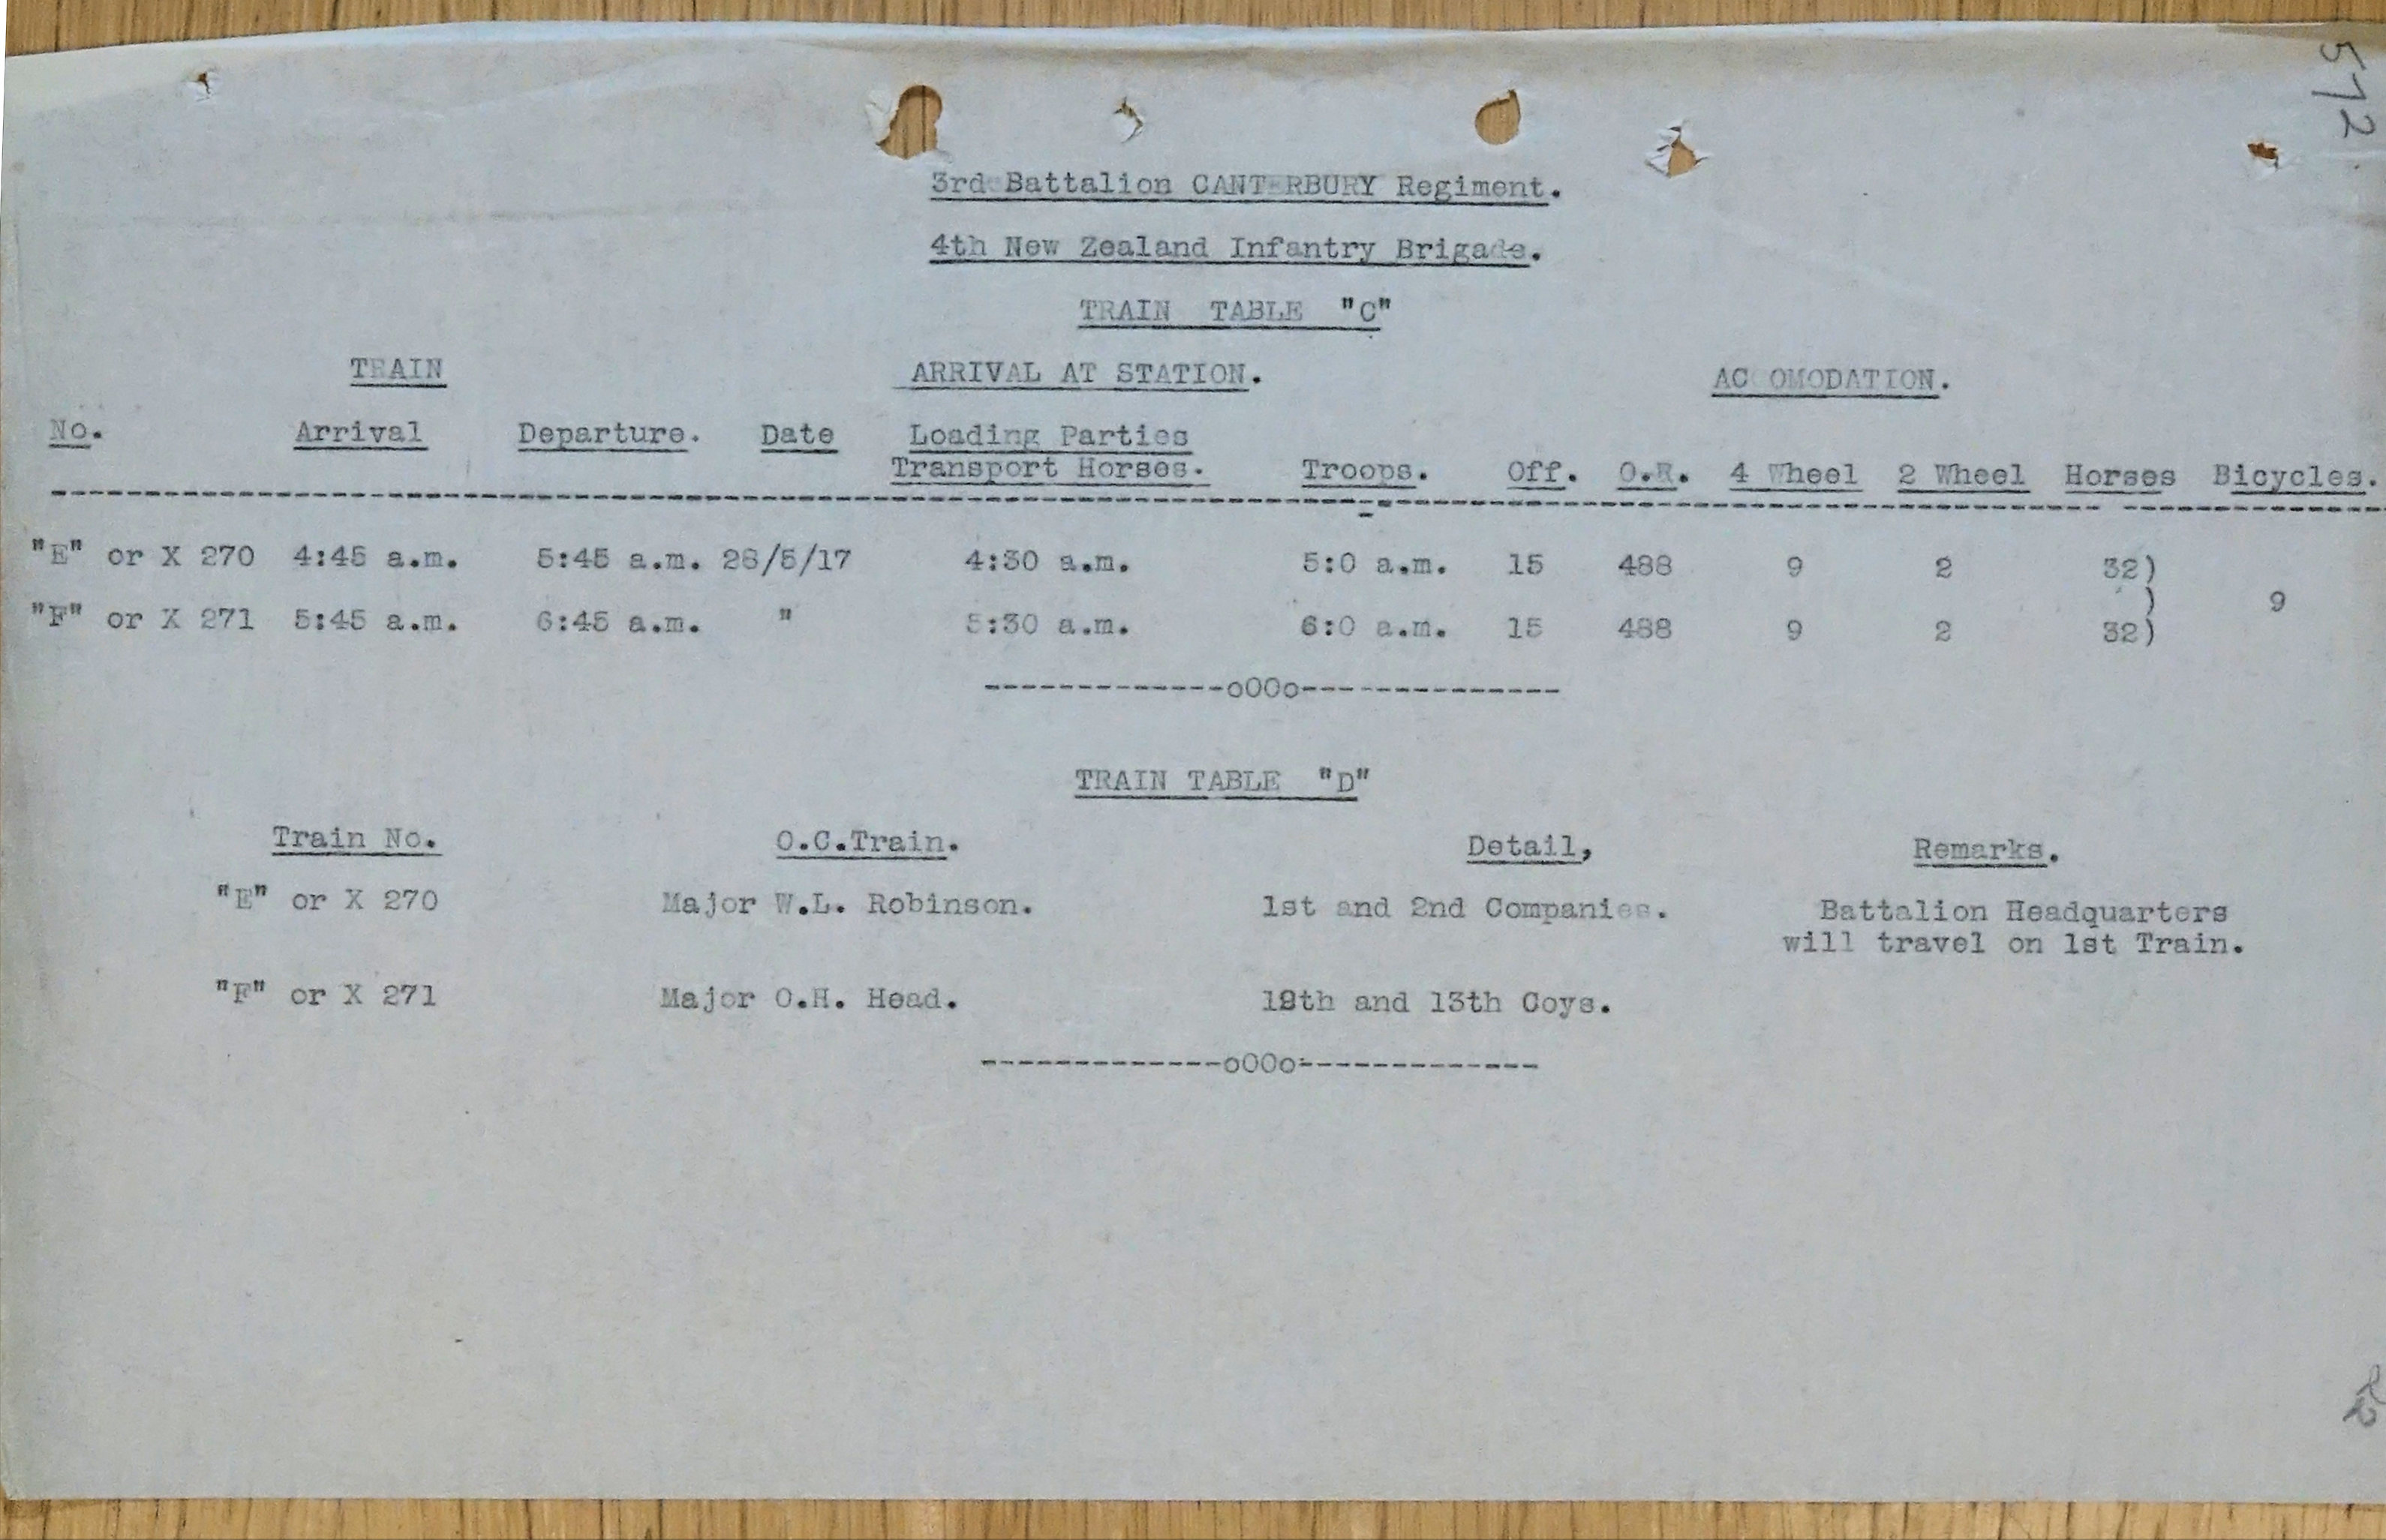 572.
3rd Battalion CANTERBURY Regiment.
4th New Zealand Infantry Brigade.
TRAIN TABLE "C"
TRAIN ARRIVAL AT STATION. ACCOMODATION.
No. Arrival Departure. Date Loading Parties
Transport Horses. Troops. Off. O.R. 4 Wheel 2 Wheel Horses Bicycles.
"E" or X 270 4:45 a.m. 5:45 a.m. 28/5/17 4:30 a.m. 5:0 a.m. 15 488 9 2 32)
) 9
"F" or X 271 5:45 a.m. 6:45 a.m. " 5:30 a.m. 6:0 a.m. 15 488 9 2 32)
-------------oOOo--------------
TRAIN TABLE "D"
Train No. O.C.Train. Detail, Remarks.
"E" or X 270 Major W.L. Robinson. 1st and 2nd Companies. Battalion Headquarters
will travel on 1st Train.
"F" or X 271 Major O.H. Head. 12th and 13th Coys.
-------------oOOo-------------